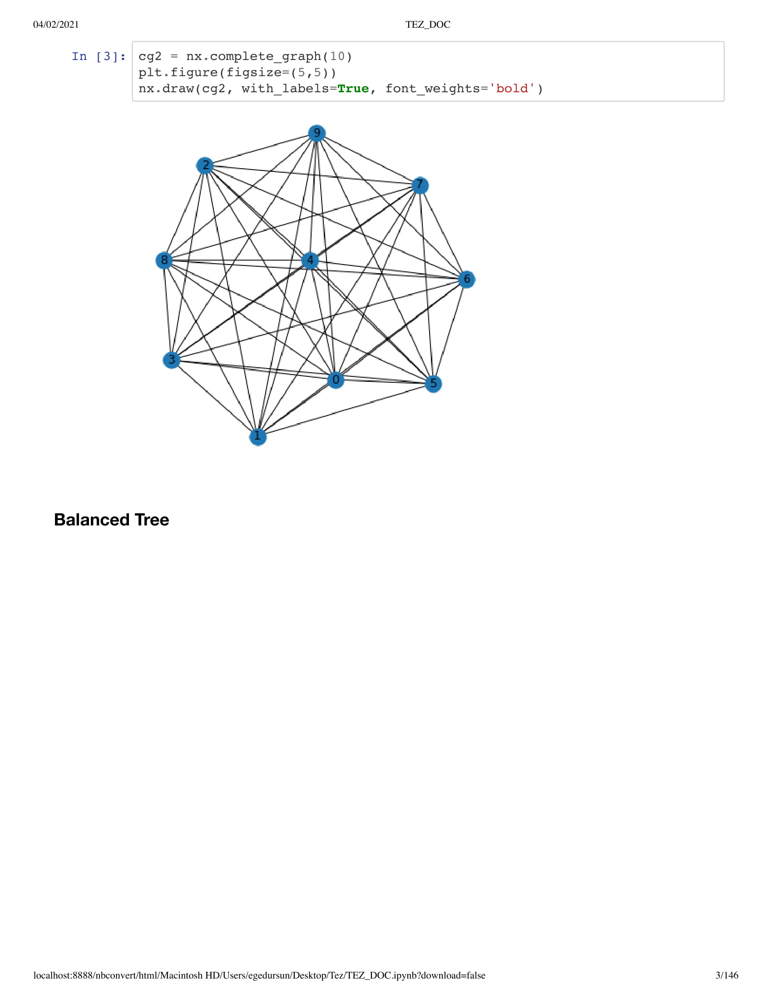 04/02/2021 TEZ_DOC
In [3]: cg2 = nx.complete_graph(10)
plt.figure(figsize=(5,5))
nx.draw(cg2, with_labels=True, font_weights='bold')
9
2
7
8
4
6
3
0
5
1
Balanced Tree
localhost:8888/nbconvert/html/Macintosh HD/Users/egedursun/Desktop/Tez/TEZ_DOC.ipynb?download=false 3/146